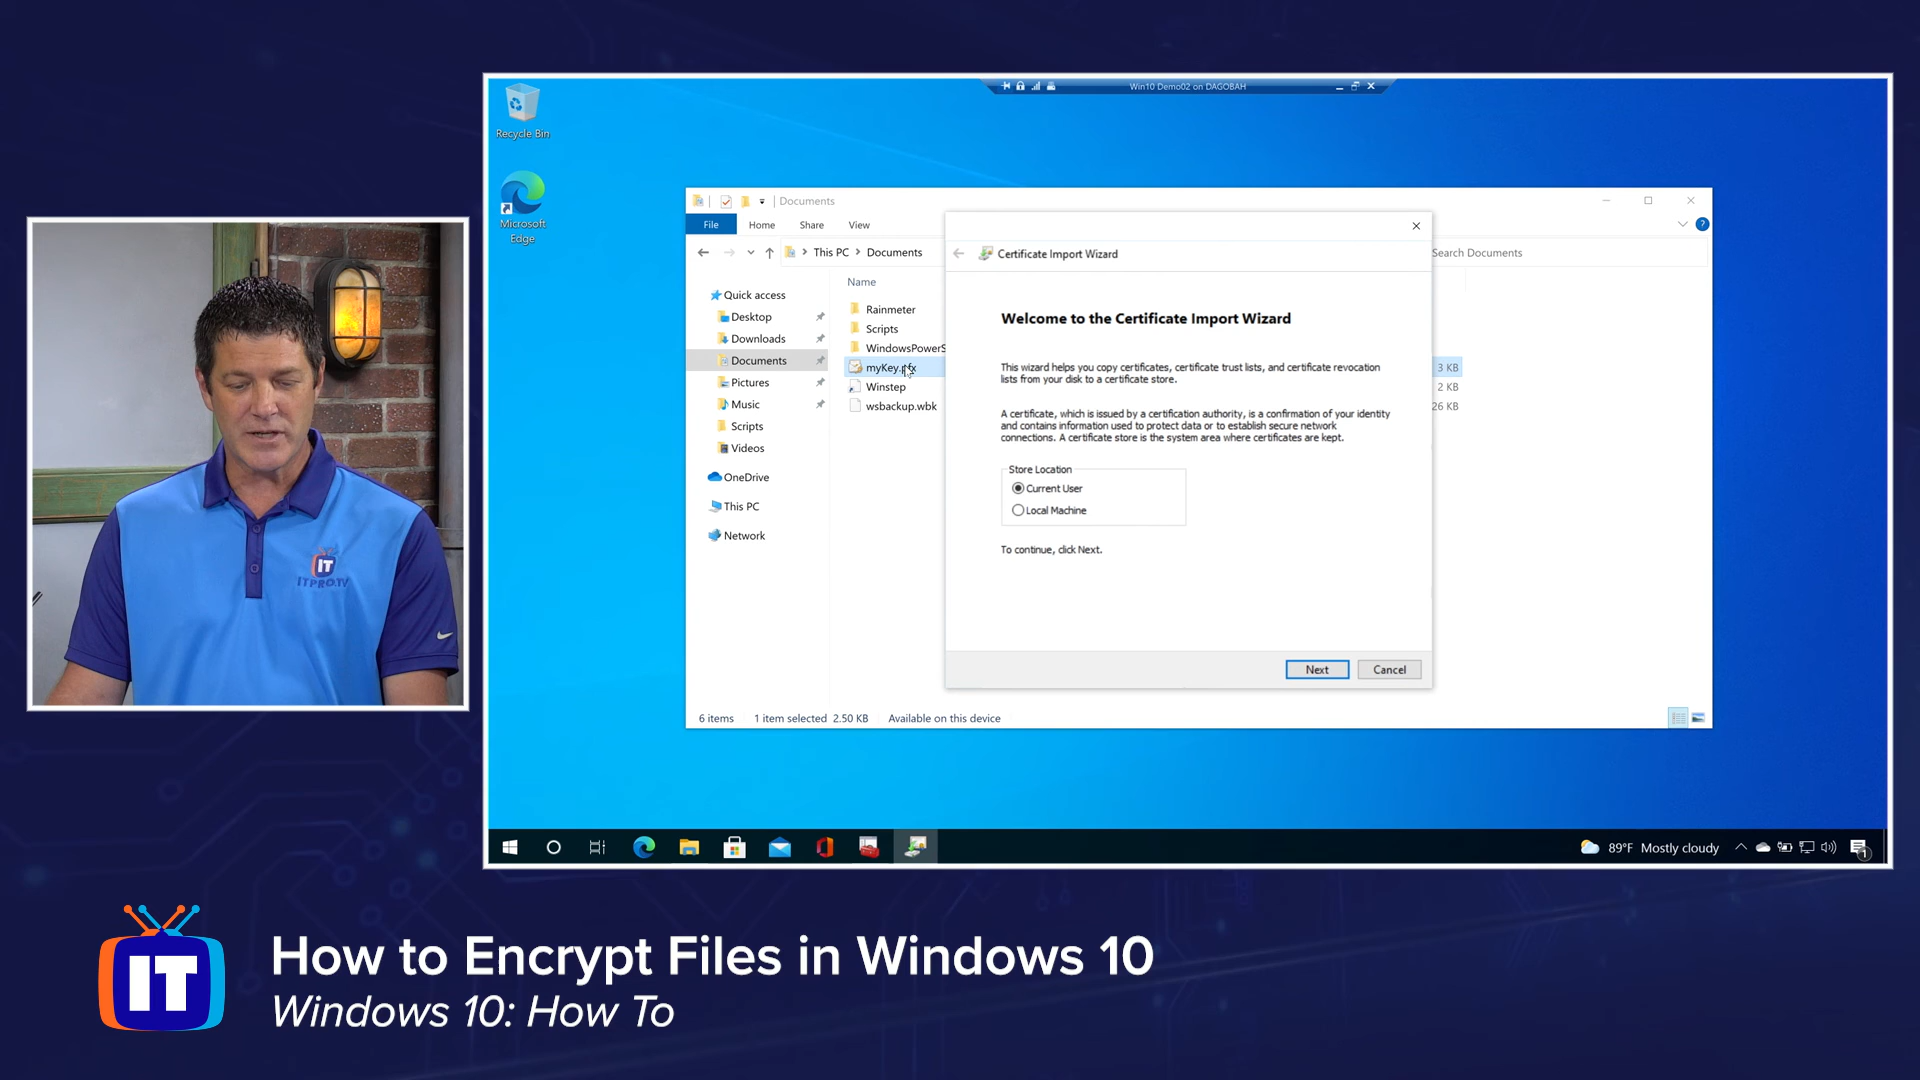 Win10 Demo02 on DAGOBAH
Recycle Bin
Microsoft
Edge
Documents
File
Home
Share
View
?
This PC
Documents
Search Documents
Name
Quick access
Desktop
Downloads
Documents
Pictures
Music
Scripts
Videos
OneDrive
This PC
Network
Rainmeter
Scripts
WindowsPowerS
myKey.pfx
3 KB
Winstep
2 KB
wsbackup.wbk
26 KB
Certificate Import Wizard
Welcome to the Certificate Import Wizard
This wizard helps you copy certificates, certificate trust lists, and certificate revocation
lists from your disk to a certificate store.
A certificate, which is issued by a certification authority, is a confirmation of your identity
and contains information used to protect data or to establish secure network
connections. A certificate store is the system area where certificates are kept.
Store Location
Current User
Local Machine
To continue, click Next.
Next
Cancel
6 items
1 item selected 2.50 KB
Available on this device
89°F Mostly cloudy
1
IT
ITPRO.TV
IT
How to Encrypt Files in Windows 10
Windows 10: How To